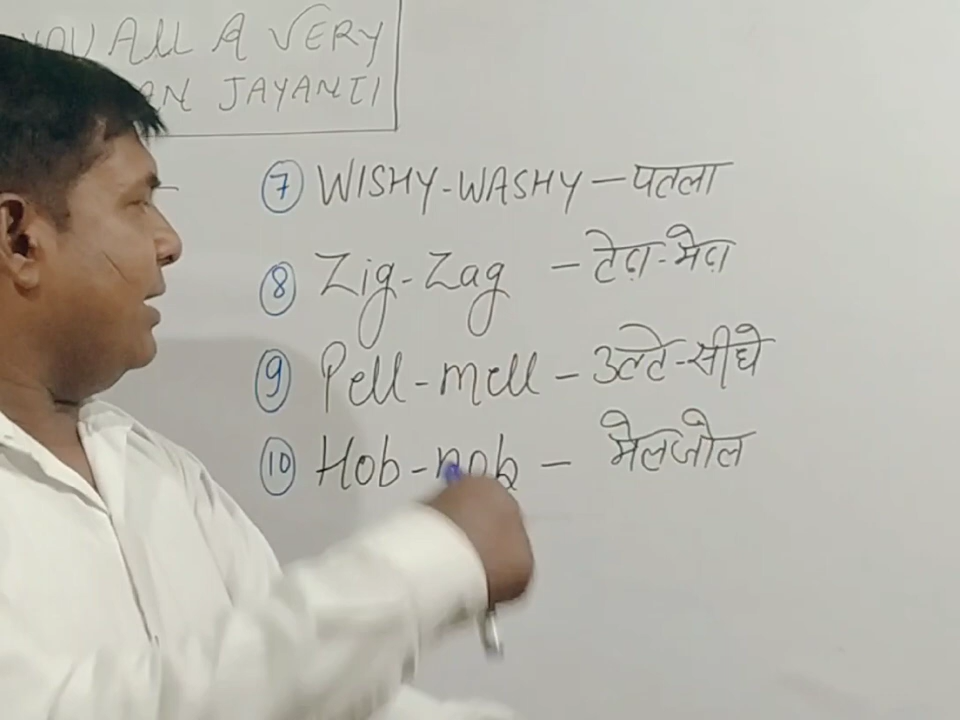 YOU ALL A VERY
AN JAYANTI
⑦ WISHY-WASHY – पतला
⑧ Zig-Zag – टेढ़ा-मेढ़ा
⑨ Pell-mell – उल्टे-सीधे
⑩ Hob-nob – मेलजोल